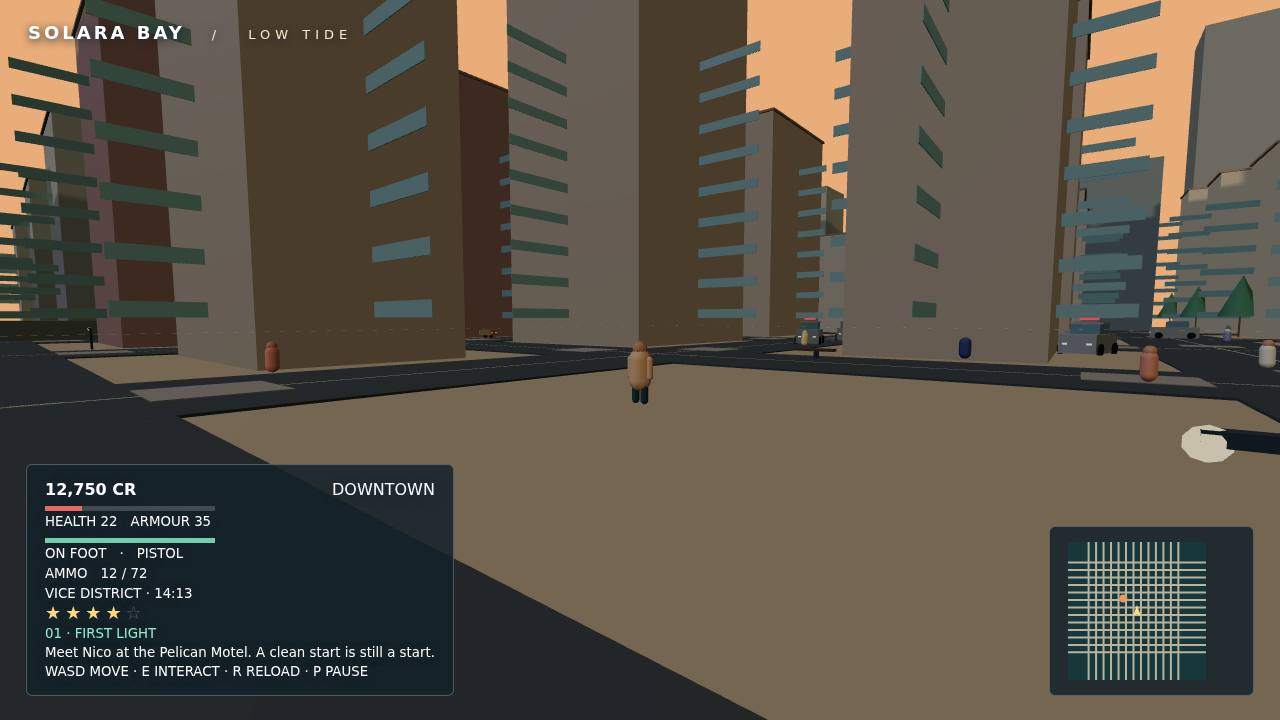 SOLARA BAY / LOW TIDE
12,750 CR DOWNTOWN
HEALTH 22 ARMOUR 35
ON FOOT · PISTOL
AMMO 12 / 72
VICE DISTRICT · 14:13
★ ★ ★ ★ ☆
01 · FIRST LIGHT
Meet Nico at the Pelican Motel. A clean start is still a start.
WASD MOVE · E INTERACT · R RELOAD · P PAUSE